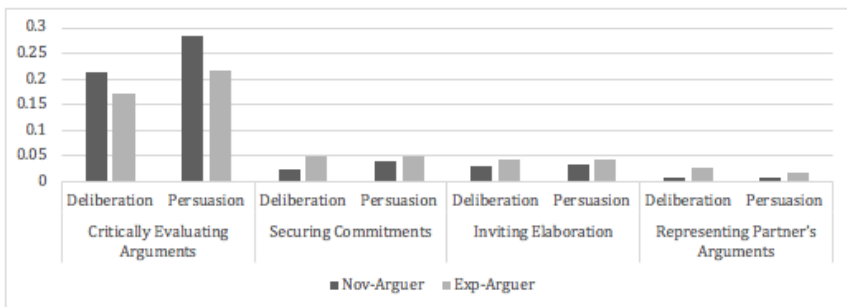 0.3
0.25
0.2
0.15
0.1
0.05
0
Deliberation Persuasion Deliberation Persuasion Deliberation Persuasion Deliberation Persuasion
Critically Evaluating Arguments
Securing Commitments
Inviting Elaboration
Representing Partner's Arguments
Nov-Arguer Exp-Arguer